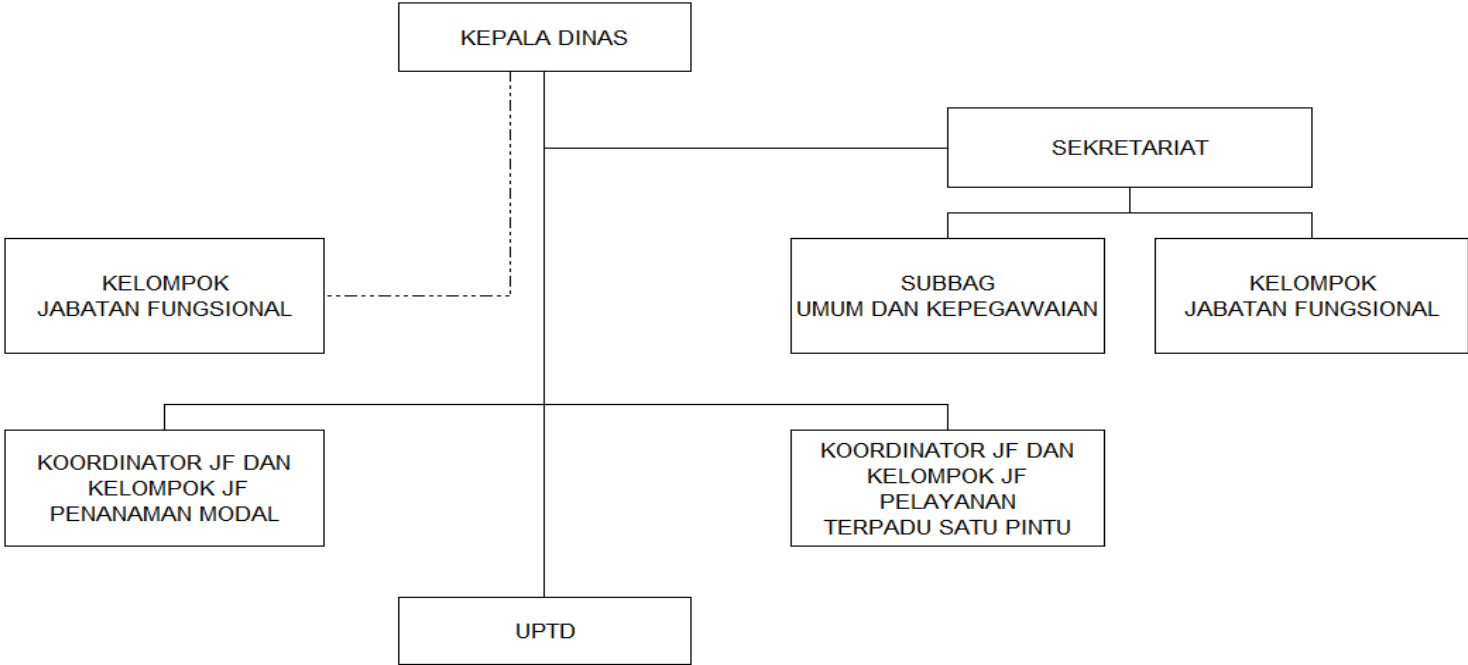 KEPALA DINAS
SEKRETARIAT
KELOMPOK
JABATAN FUNGSIONAL
SUBBAG
UMUM DAN KEPEGAWAIAN
KELOMPOK
JABATAN FUNGSIONAL
KOORDINATOR JF DAN
KELOMPOK JF
PENANAMAN MODAL
KOORDINATOR JF DAN
KELOMPOK JF
PELAYANAN
TERPADU SATU PINTU
UPTD